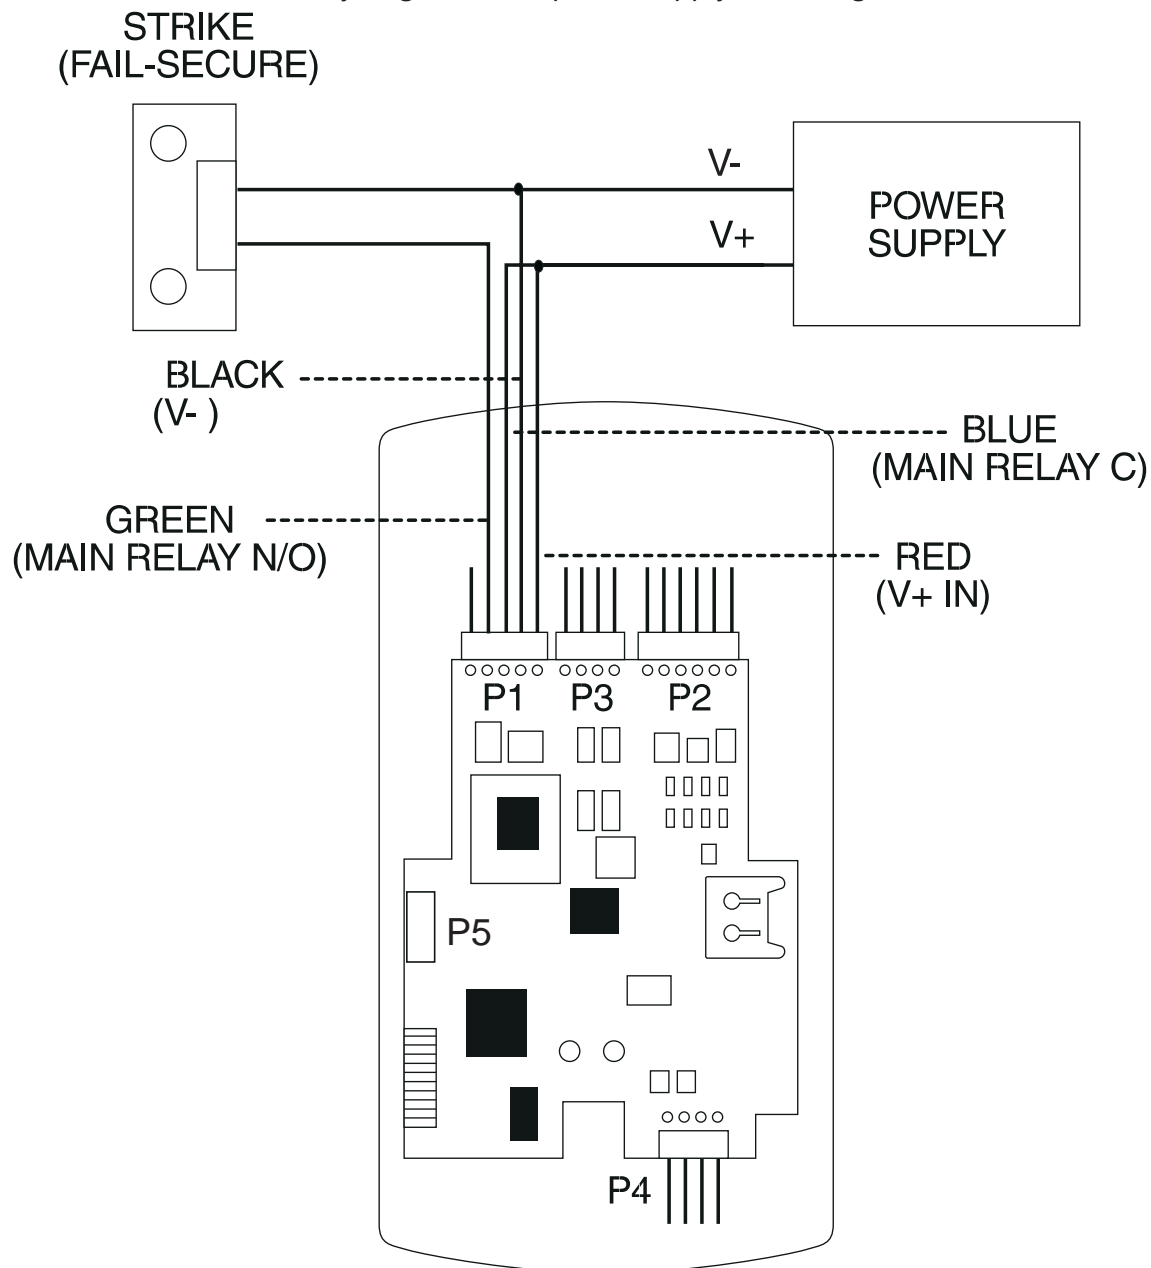 STRIKE
(FAIL-SECURE)
V-
POWER
SUPPLY
V+
BLACK
(V- )
BLUE
(MAIN RELAY C)
GREEN
(MAIN RELAY N/O)
RED
(V+ IN)
P1
P3
P2
P5
P4